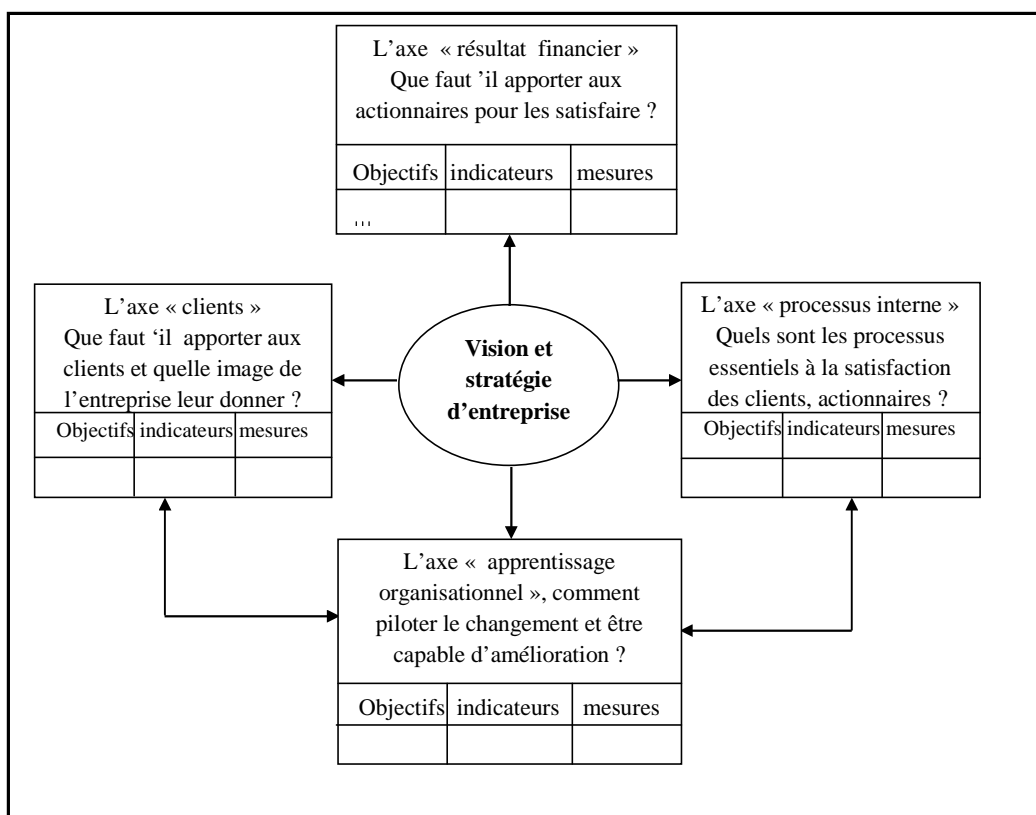 L'axe « résultat financier »
Que faut 'il apporter aux
actionnaires pour les satisfaire ?
Objectifs indicateurs mesures
...
L'axe « clients »
Que faut 'il apporter aux
clients et quelle image de
l'entreprise leur donner ?
Objectifs indicateurs mesures
Vision et
stratégie
d'entreprise
L'axe « processus interne »
Quels sont les processus
essentiels à la satisfaction
des clients, actionnaires ?
Objectifs indicateurs mesures
L'axe « apprentissage
organisationnel », comment
piloter le changement et être
capable d'amélioration ?
Objectifs indicateurs mesures